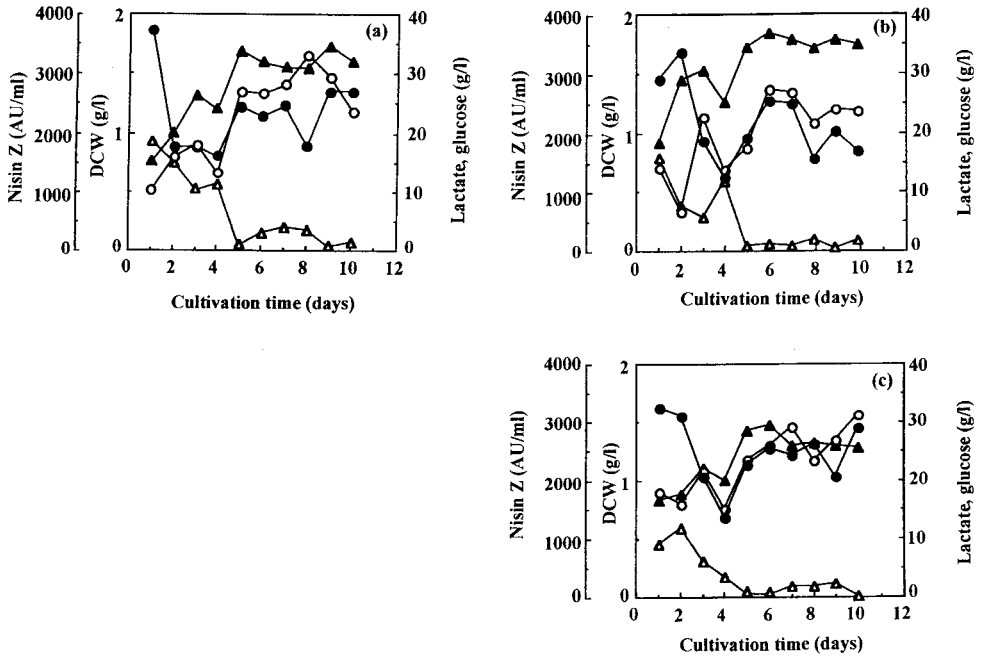 (a)
Nisin Z (AU/ml)
4000
3000
2000
1000
0
DCW (g/l)
2
1
0
Lactate, glucose (g/l)
40
30
20
10
0
0 2 4 6 8 10 12
Cultivation time (days)
(b)
Nisin Z (AU/ml)
4000
3000
2000
1000
0
DCW (g/l)
2
1
0
Lactate, glucose (g/l)
40
30
20
10
0
0 2 4 6 8 10 12
Cultivation time (days)
(c)
Nisin Z (AU/ml)
4000
3000
2000
1000
0
DCW (g/l)
2
1
0
Lactate, glucose (g/l)
40
30
20
10
0
0 2 4 6 8 10 12
Cultivation time (days)